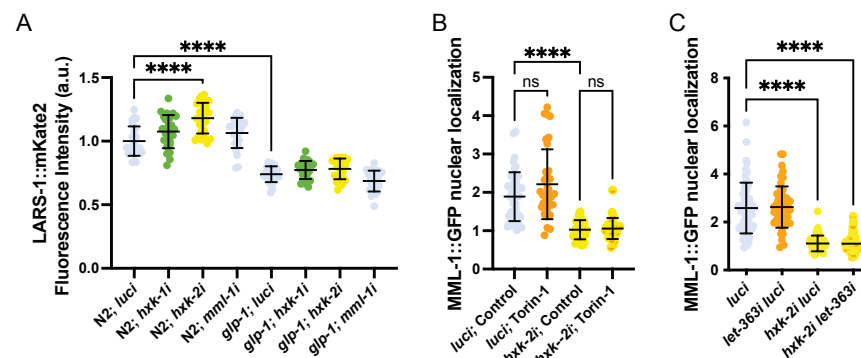 A
LARS-1::mKate2
Fluorescence Intensity (a.u.)
1.5
1.0
0.5
0.0
****
****
N2; luci
N2; hxk-1i
N2; hxk-2i
N2; mml-1i
glp-1; luci
glp-1; hxk-1i
glp-1; hxk-2i
glp-1; mml-1i
B
MML-1::GFP nuclear localization
5
4
3
2
1
0
****
ns
ns
luci; Control
luci; Torin-1
hxk-2i; Control
hxk--2i; Torin-1
C
MML-1::GFP nuclear localization
8
6
4
2
0
****
****
luci
let-363i luci
hxk-2i luci
hxk-2i let-363i